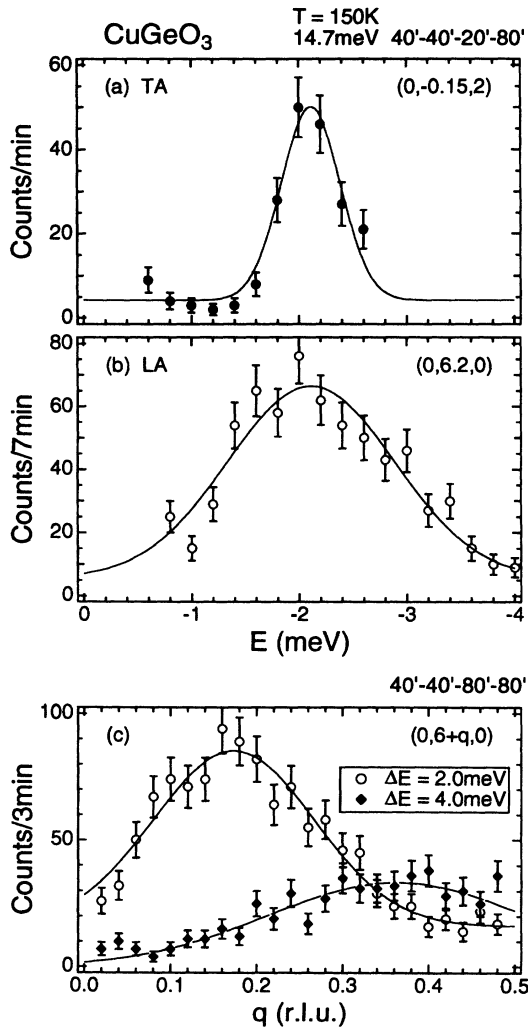 CuGeO3 T = 150K
14.7meV 40'-40'-20'-80'
(a) TA (0,-0.15,2)
Counts/min
60
40
20
0
(b) LA (0,6.2,0)
Counts/7min
80
60
40
20
0
0 -1 -2 -3 -4
E (meV)
40'-40'-80'-80'
(c) (0,6+q,0)
ΔE = 2.0meV
ΔE = 4.0meV
Counts/3min
100
50
0
0.0 0.1 0.2 0.3 0.4 0.5
q (r.l.u.)